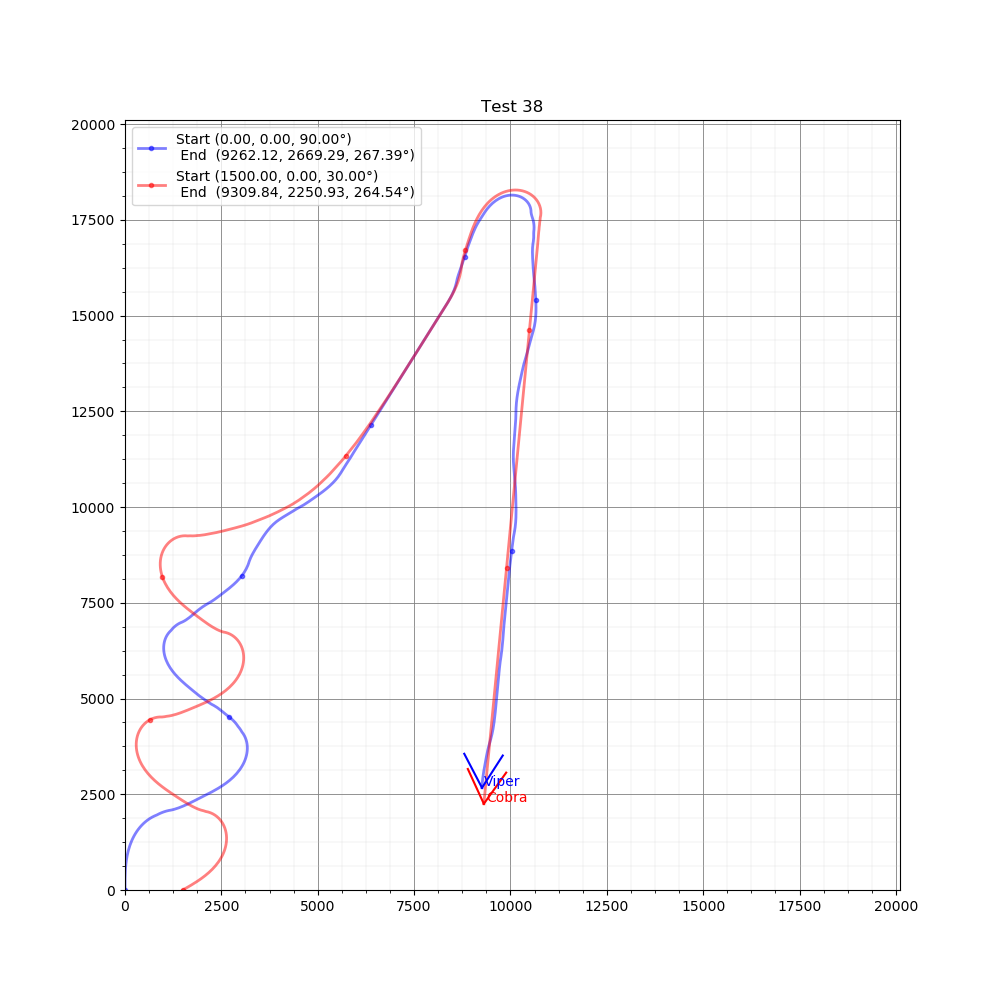 Test 38
Start (0.00, 0.00, 90.00°)
End  (9262.12, 2669.29, 267.39°)
Start (1500.00, 0.00, 30.00°)
End  (9309.84, 2250.93, 264.54°)
20000
17500
15000
12500
10000
7500
5000
2500
0
Viper
Cobra
0 2500 5000 7500 10000 12500 15000 17500 20000